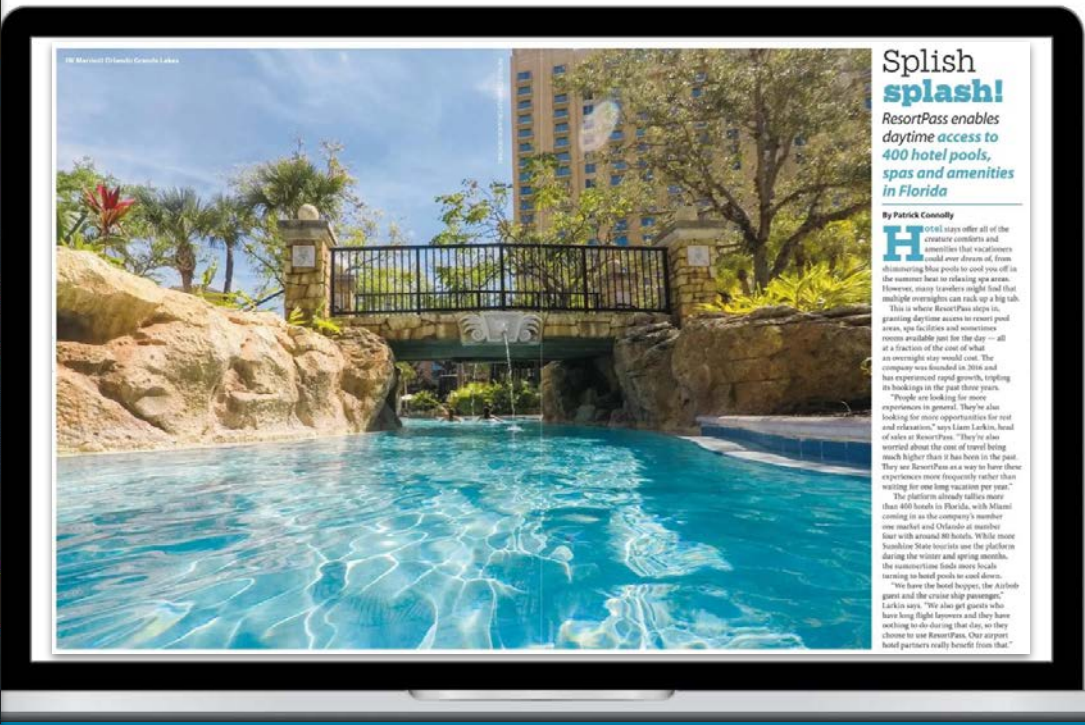 JW Marriott Orlando Grande Lakes
Splish
splash!
ResortPass enables
daytime access to
400 hotel pools,
spas and amenities
in Florida
By Patrick Connolly
Hotel stays offer all of the
creature comforts and
amenities that vacationers
could ever dream of, from
shimmering blue pools to cool you off in
the summer heat to relaxing spa areas.
However, many travelers might find that
multiple overnights can rack up a big tab.
This is where ResortPass steps in,
granting daytime access to resort pool
areas, spa facilities and sometimes
rooms available just for the day — all
at a fraction of the cost of what
an overnight stay would cost. The
company was founded in 2016 and
has experienced rapid growth, tripling
its bookings in the past three years.
"People are looking for more
experiences in general. They're also
looking for more opportunities for rest
and relaxation," says Liam Larkin, head
of sales at ResortPass. "They're also
worried about the cost of travel being
much higher than it has been in the past.
They see ResortPass as a way to have these
experiences more frequently rather than
waiting for one long vacation per year."
The platform already tallies more
than 400 hotels in Florida, with Miami
coming in as the company's number
one market and Orlando at number
four with around 80 hotels. While more
Sunshine State tourists use the platform
during the winter and spring months,
the summertime finds more locals
turning to hotel pools to cool down.
"We have the hotel hopper, the Airbnb
guest and the cruise ship passenger,"
Larkin says. "We also get guests who
have long flight layovers and they have
nothing to do during that day, so they
choose to use ResortPass. Our airport
hotel partners really benefit from that."